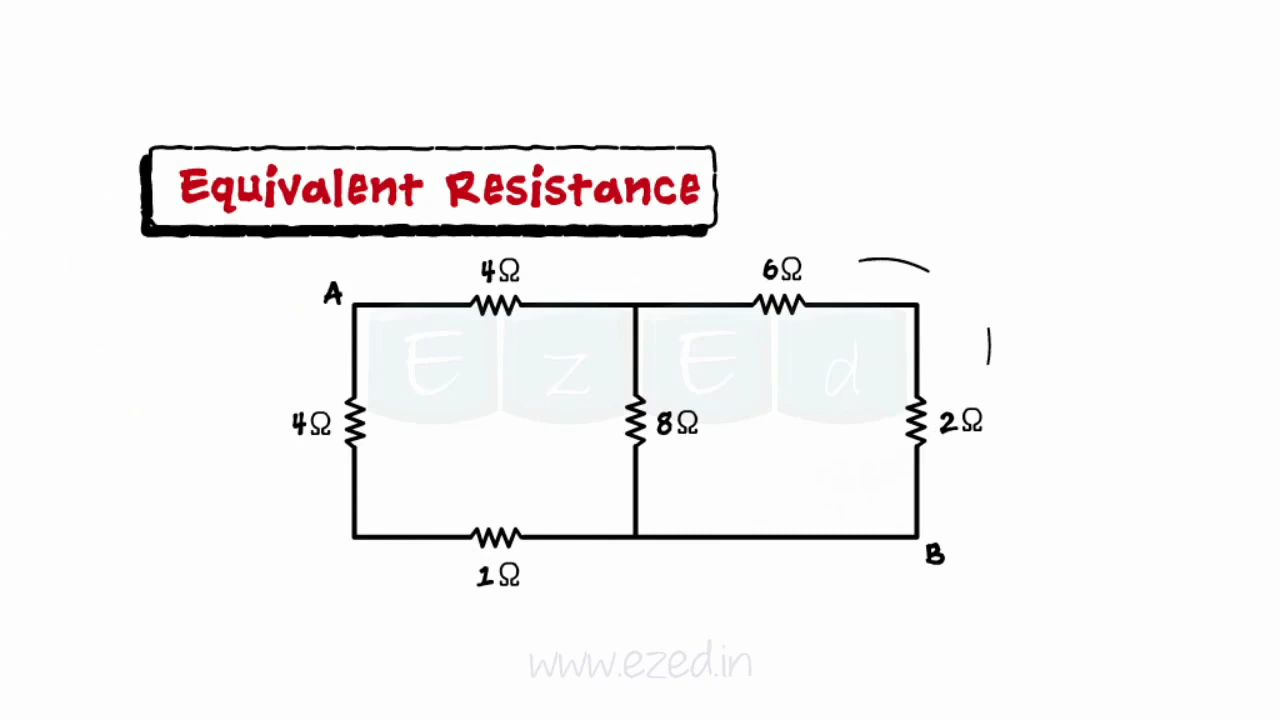 Equivalent Resistance
4Ω
6Ω
A
E z E d
4Ω
8Ω
2Ω
1Ω
B
www.ezed.in